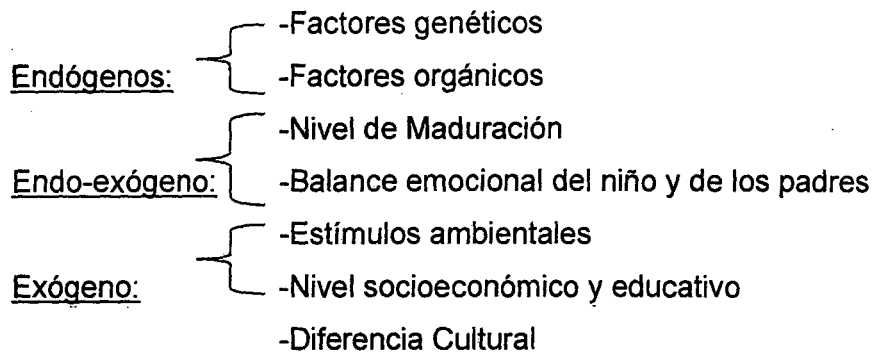 -Factores genéticos
Endógenos: -Factores orgánicos
-Nivel de Maduración
Endo-exógeno: -Balance emocional del niño y de los padres
-Estímulos ambientales
Exógeno: -Nivel socioeconómico y educativo
-Diferencia Cultural